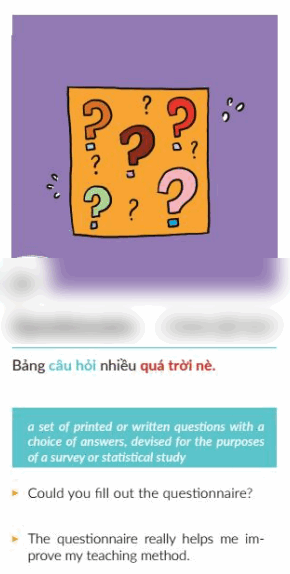 Bảng câu hỏi nhiều quá trời nè.
a set of printed or written questions with a
choice of answers, devised for the purposes
of a survey or statistical study
Could you fill out the questionnaire?
The questionnaire really helps me im-
prove my teaching method.